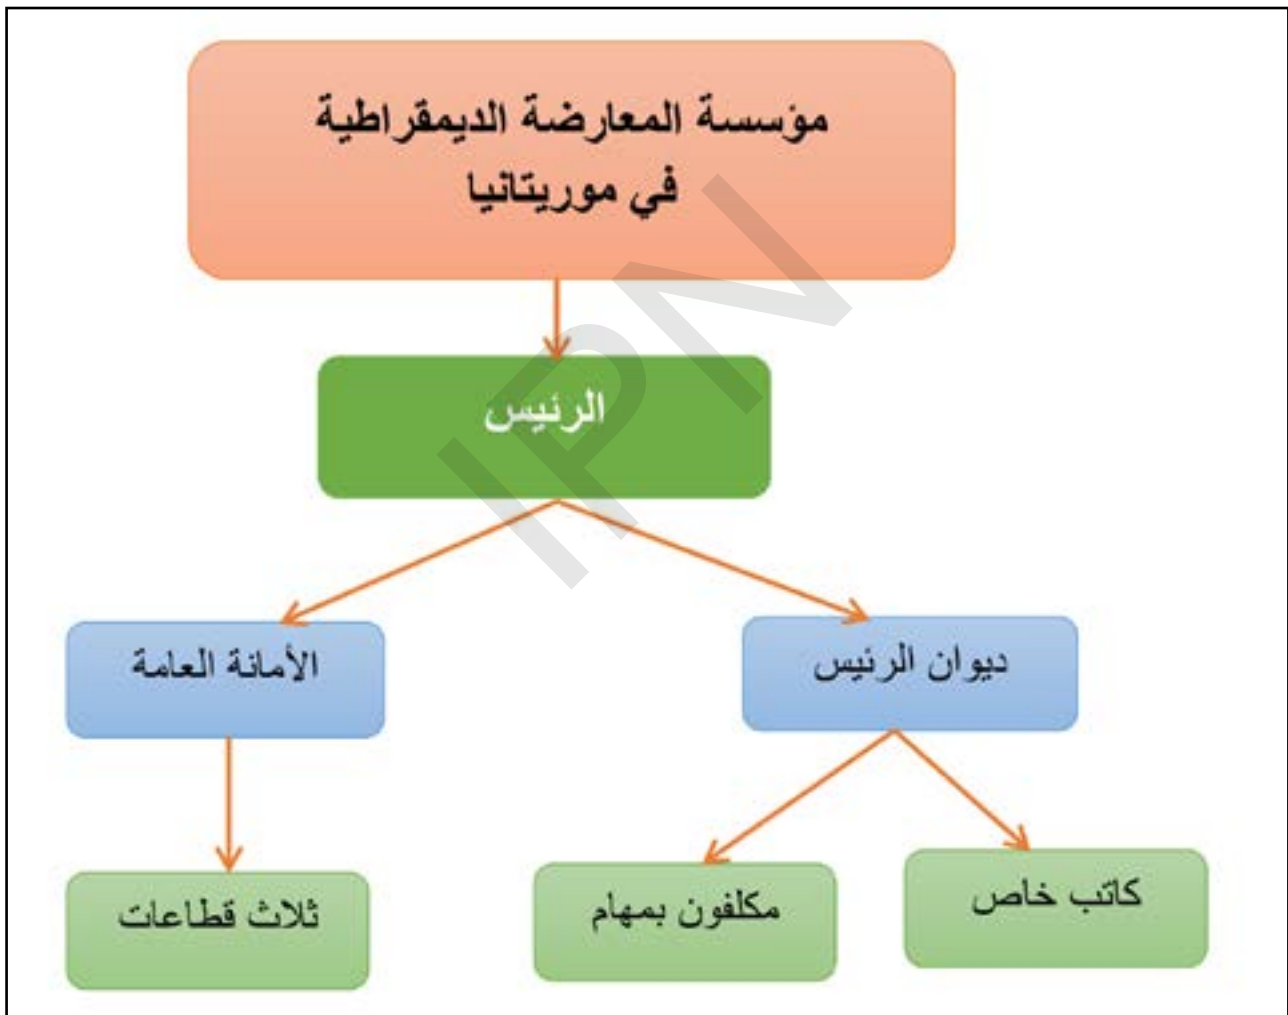 مؤسسة المعارضة الديمقراطية
في موريتانيا
الرئيس
ديوان الرئيس
الأمانة العامة
كاتب خاص
مكلفون بمهام
ثلاث قطاعات
IPN